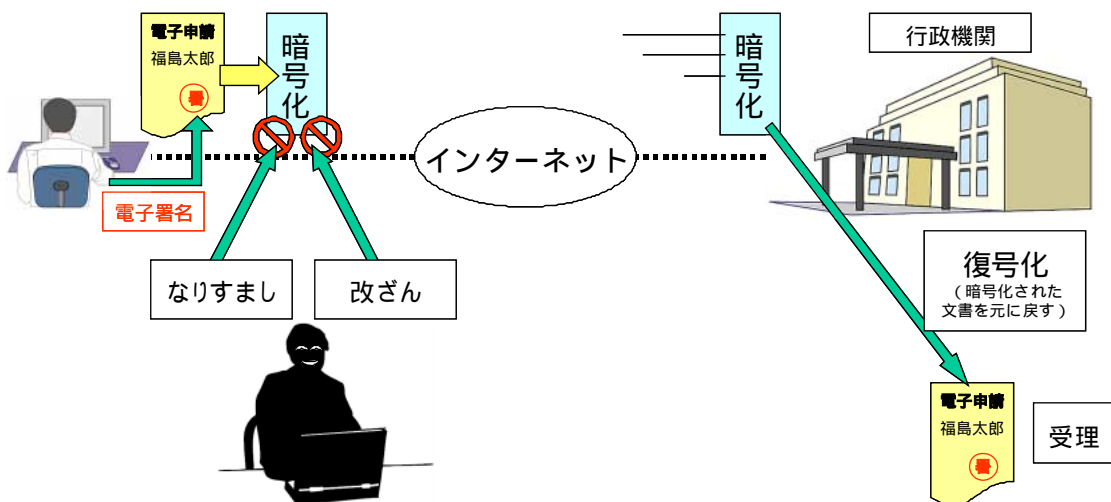 電子申請
福島太郎
署
暗号化
電子署名
なりすまし
改ざん
インターネット
暗号化
行政機関
復号化
（暗号化された
文書を元に戻す）
電子申請
福島太郎
署
受理